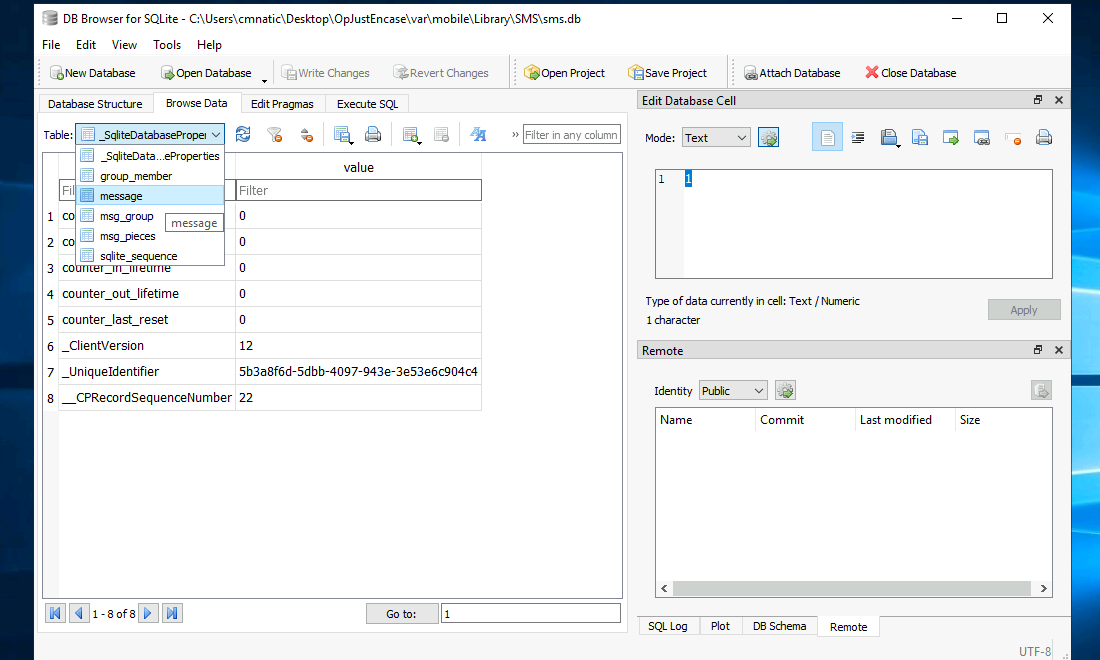 DB Browser for SQLite - C:\Users\cmnatic\Desktop\OpJustEncase\var\mobile\Library\SMS\sms.db
File Edit View Tools Help
New Database Open Database Write Changes Revert Changes Open Project Save Project Attach Database Close Database
Database Structure Browse Data Edit Pragmas Execute SQL
Table: _SqliteDatabaseProper » Filter in any column
_SqliteData...eProperties
group_member
message
msg_group
message
msg_pieces
sqlite_sequence
value
Fil Filter
1 co 0
2 co 0
3 counter_in_lifetime 0
4 counter_out_lifetime 0
5 counter_last_reset 0
6 _ClientVersion 12
7 _UniqueIdentifier 5b3a8f6d-5dbb-4097-943e-3e53e6c904c4
8 __CPRecordSequenceNumber 22
1 - 8 of 8 Go to: 1
Edit Database Cell
Mode: Text
1 1
Type of data currently in cell: Text / Numeric
1 character
Apply
Remote
Identity Public
Name Commit Last modified Size
SQL Log Plot DB Schema Remote
UTF-8